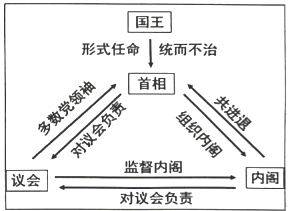 国王
形式任命 统而不治
首相
多数党领袖
对议会负责
组织内阁
共进退
议会
监督内阁
内阁
对议会负责